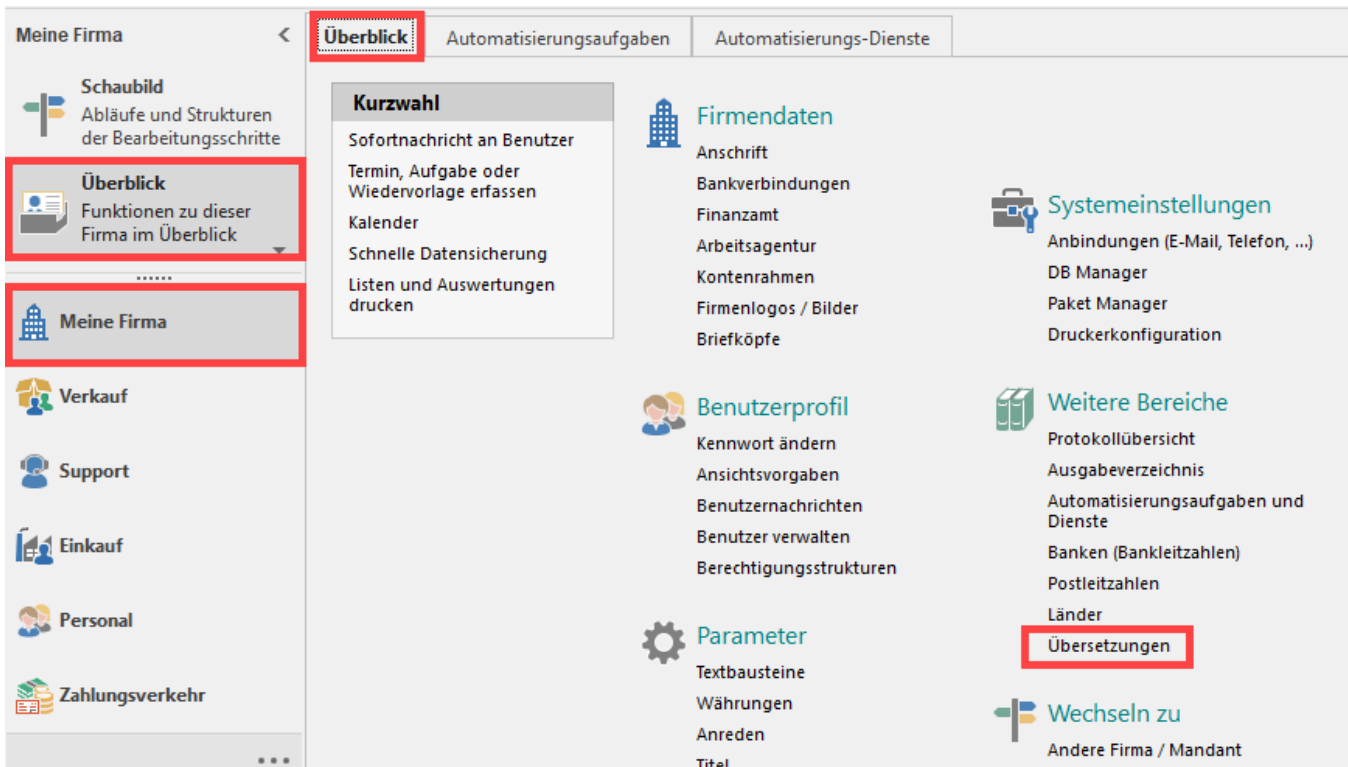 Meine Firma
Schaubild
Abläufe und Strukturen
der Bearbeitungsschritte
Überblick
Funktionen zu dieser
Firma im Überblick
Meine Firma
Verkauf
Support
Einkauf
Personal
Zahlungsverkehr
Überblick
Automatisierungsaufgaben
Automatisierungs-Dienste
Kurzwahl
Sofortnachricht an Benutzer
Termin, Aufgabe oder
Wiedervorlage erfassen
Kalender
Schnelle Datensicherung
Listen und Auswertungen
drucken
Firmendaten
Anschrift
Bankverbindungen
Finanzamt
Arbeitsagentur
Kontenrahmen
Firmenlogos / Bilder
Briefköpfe
Benutzerprofil
Kennwort ändern
Ansichtsvorgaben
Benutzernachrichten
Benutzer verwalten
Berechtigungsstrukturen
Parameter
Textbausteine
Währungen
Anreden
Titel
Systemeinstellungen
Anbindungen (E-Mail, Telefon, ...)
DB Manager
Paket Manager
Druckerkonfiguration
Weitere Bereiche
Protokollübersicht
Ausgabeverzeichnis
Automatisierungsaufgaben und
Dienste
Banken (Bankleitzahlen)
Postleitzahlen
Länder
Übersetzungen
Wechseln zu
Andere Firma / Mandant